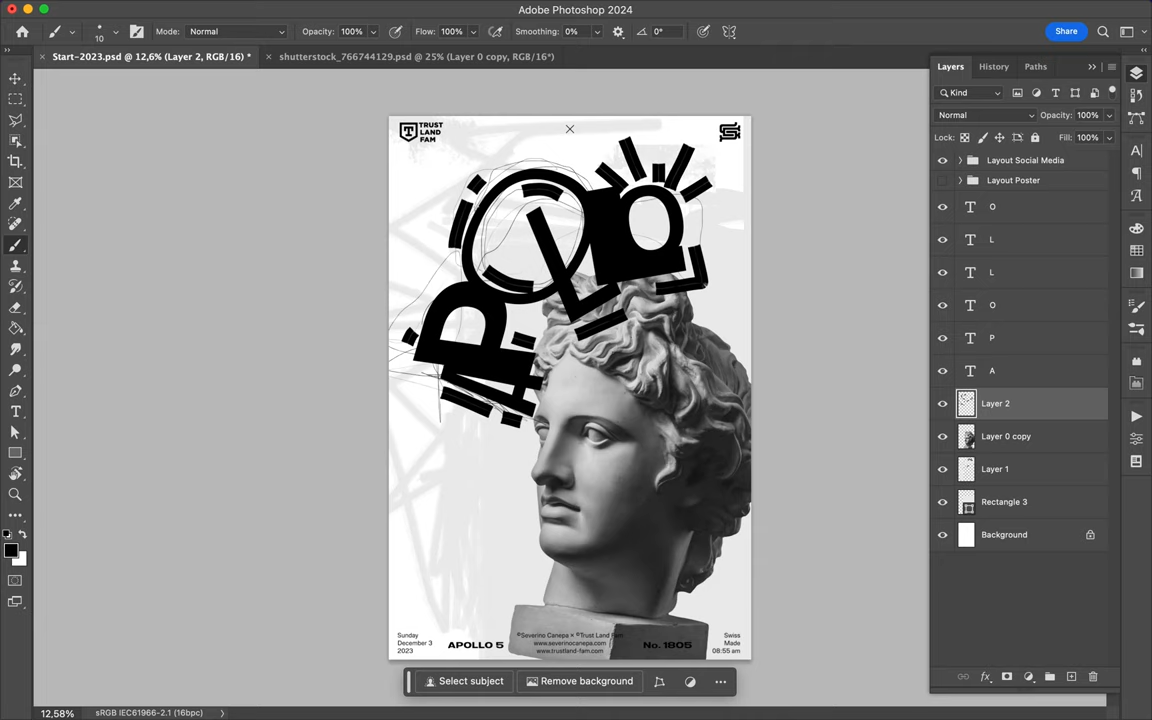 Adobe Photoshop 2024
10
Mode: Normal
Opacity: 100%
Flow: 100%
Smoothing: 0%
0°
Share
Start-2023.psd @ 12,6% (Layer 2, RGB/16) *
shutterstock_766744129.psd @ 25% (Layer 0 copy, RGB/16*)
Layers
History
Paths
Kind
Normal
Opacity: 100%
Lock:
Fill: 100%
Layout Social Media
Layout Poster
O
L
L
O
P
A
Layer 2
Layer 0 copy
Layer 1
Rectangle 3
Background
TRUST
LAND
FAM
APOLLO
Sunday
December 3
2023
APOLLO 5
©Severino Canepa × ©Trust Land Fam
www.severinocanepa.com
www.trustland-fam.com
No. 1805
Swiss
Made
08:55 am
Select subject
Remove background
12,58%
sRGB IEC61966-2.1 (16bpc)